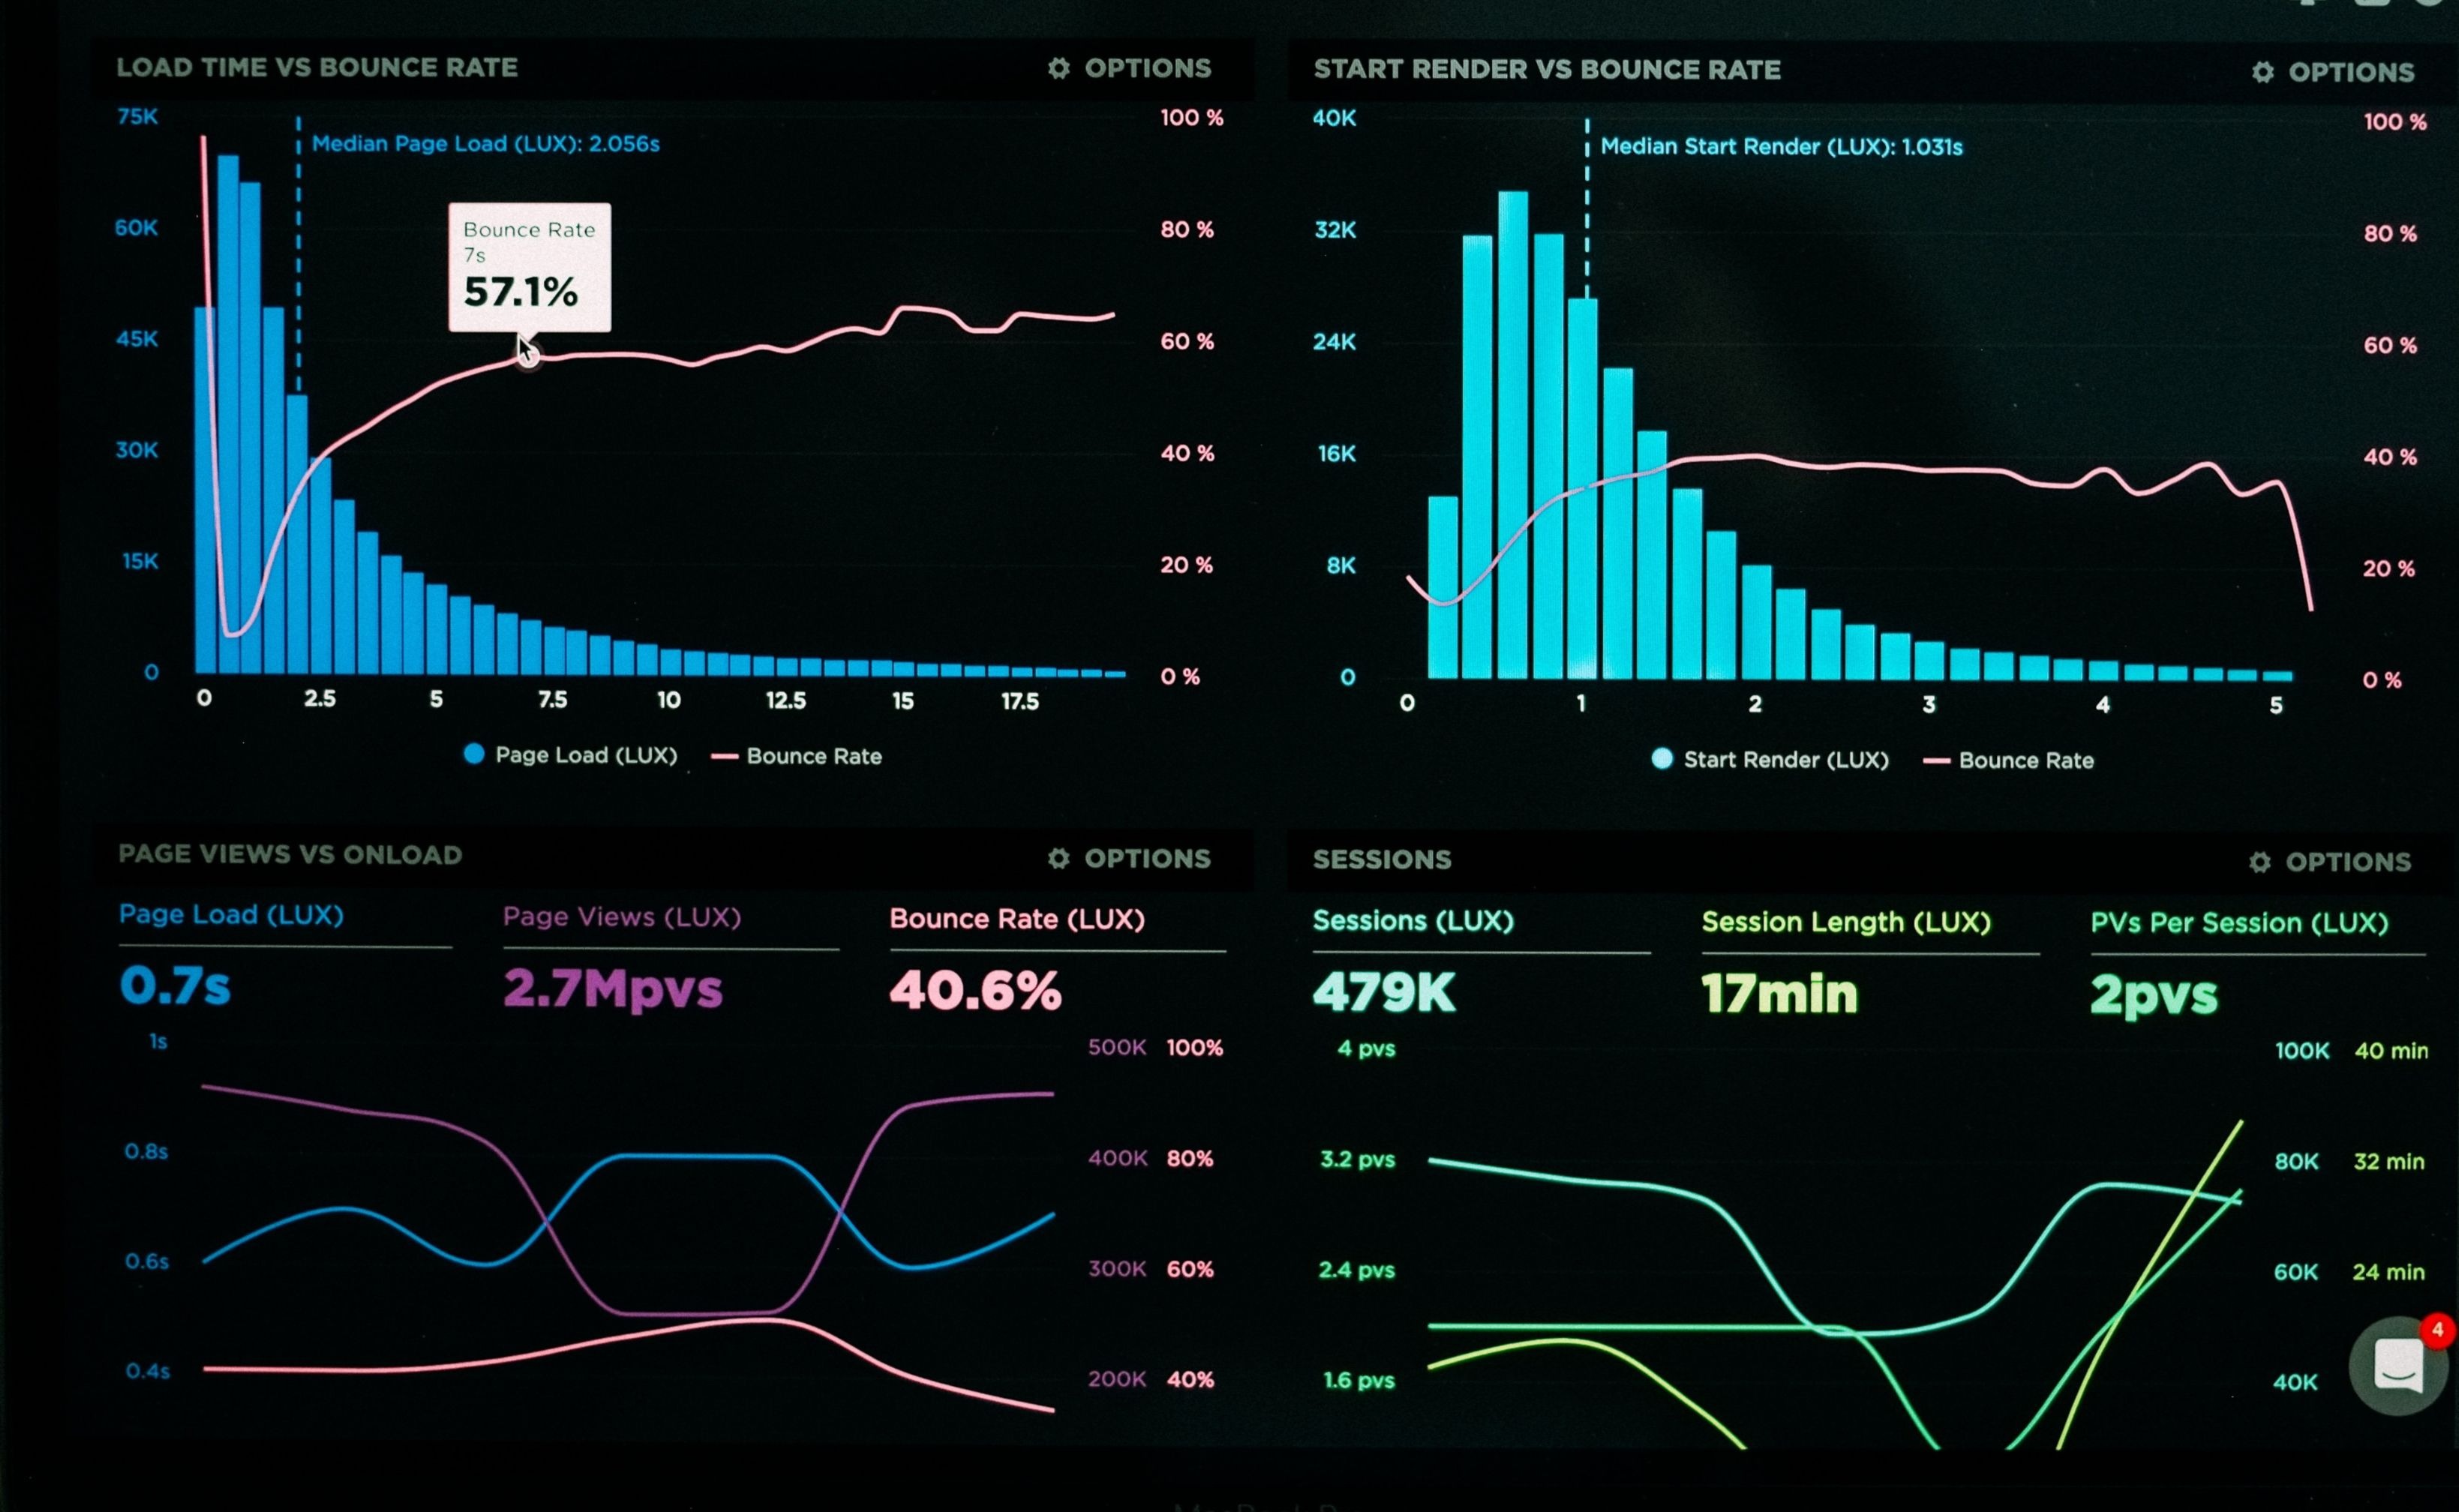 LOAD TIME VS BOUNCE RATE
OPTIONS
75K
60K
45K
30K
15K
0
Median Page Load (LUX): 2.056s
Bounce Rate
7s
57.1%
100 %
80 %
60 %
40 %
20 %
0 %
0 2.5 5 7.5 10 12.5 15 17.5
Page Load (LUX) Bounce Rate
START RENDER VS BOUNCE RATE
OPTIONS
40K
32K
24K
16K
8K
0
Median Start Render (LUX): 1.031s
100 %
80 %
60 %
40 %
20 %
0 %
0 1 2 3 4 5
Start Render (LUX) Bounce Rate
PAGE VIEWS VS ONLOAD
OPTIONS
Page Load (LUX)
0.7s
Page Views (LUX)
2.7Mpvs
Bounce Rate (LUX)
40.6%
1s
0.8s
0.6s
0.4s
500K 100%
400K 80%
300K 60%
200K 40%
SESSIONS
OPTIONS
Sessions (LUX)
479K
Session Length (LUX)
17min
PVs Per Session (LUX)
2pvs
4 pvs
3.2 pvs
2.4 pvs
1.6 pvs
100K 40 min
80K 32 min
60K 24 min
40K
4